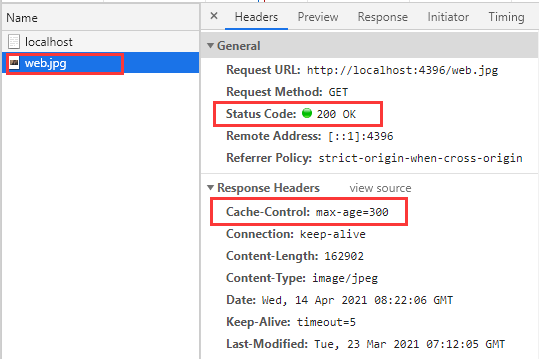 Name
localhost
web.jpg
× Headers Preview Response Initiator Timing
▼ General
Request URL: http://localhost:4396/web.jpg
Request Method: GET
Status Code: 200 OK
Remote Address: [::1]:4396
Referrer Policy: strict-origin-when-cross-origin
▼ Response Headers view source
Cache-Control: max-age=300
Connection: keep-alive
Content-Length: 162902
Content-Type: image/jpeg
Date: Wed, 14 Apr 2021 08:22:06 GMT
Keep-Alive: timeout=5
Last-Modified: Tue, 23 Mar 2021 07:12:05 GMT